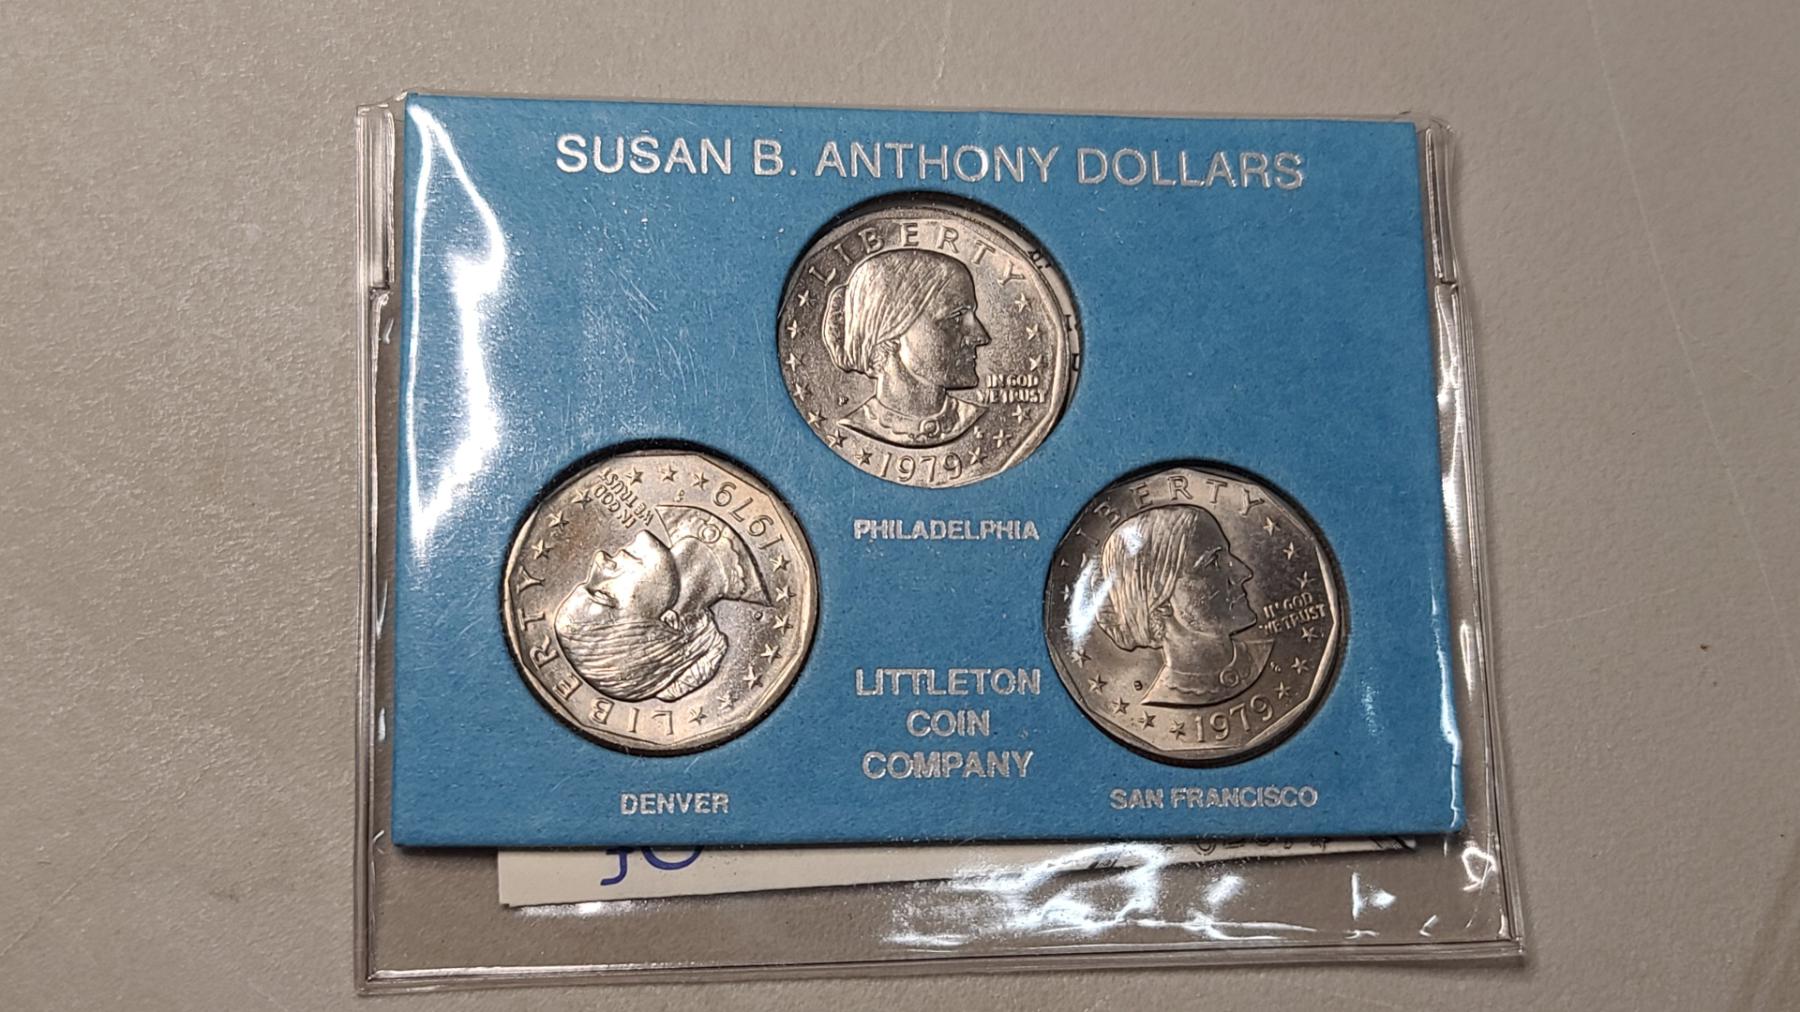 SUSAN B. ANTHONY DOLLARS
LIBERTY
IN GOD
WE TRUST
P
1979
PHILADELPHIA
LIBERTY
IN GOD
WE TRUST
D
1979
DENVER
LIBERTY
IN GOD
WE TRUST
S
1979
SAN FRANCISCO
LITTLETON
COIN
COMPANY